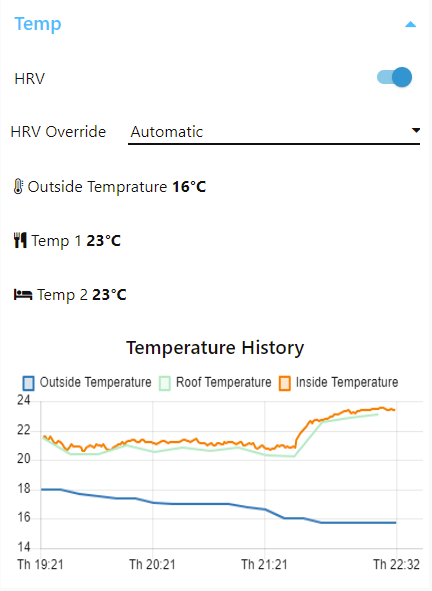 Temp
HRV
HRV Override Automatic
Outside Temprature 16°C
Temp 1 23°C
Temp 2 23°C
Temperature History
Outside Temperature Roof Temperature Inside Temperature
24
22
20
18
16
14
Th 19:21 Th 20:21 Th 21:21 Th 22:32